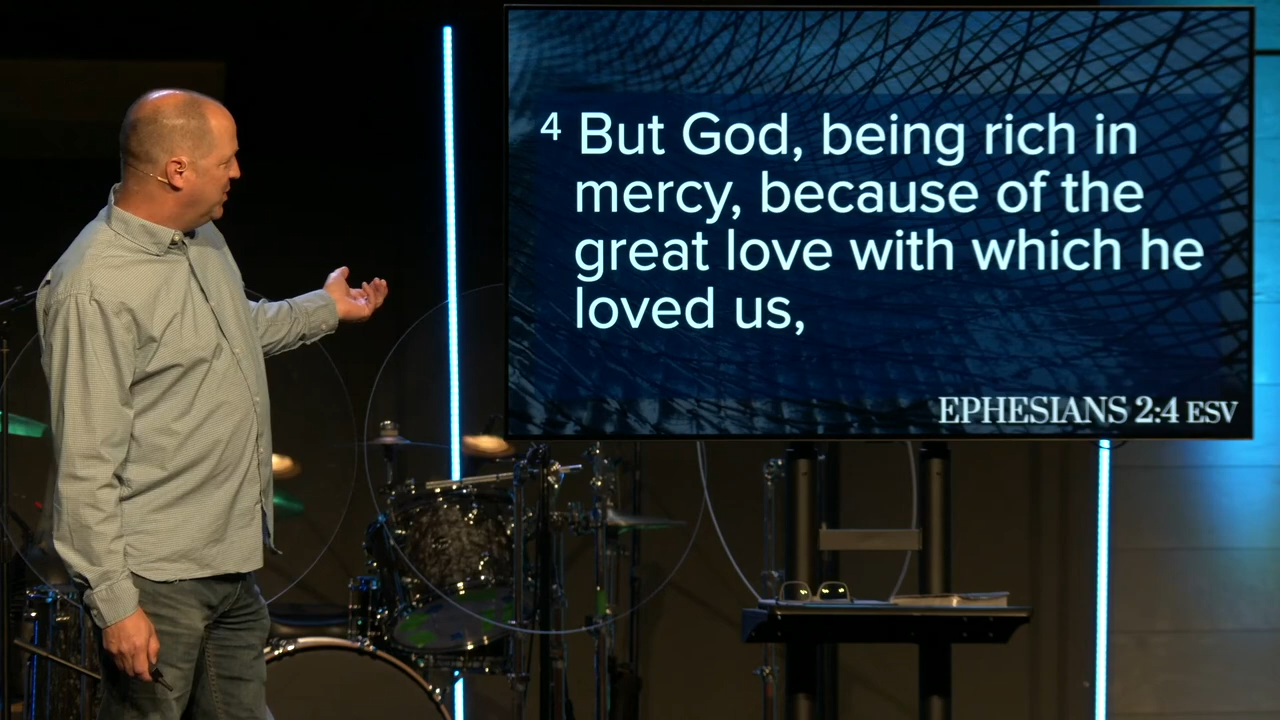 4 But God, being rich in
mercy, because of the
great love with which he
loved us,
EPHESIANS 2:4 ESV